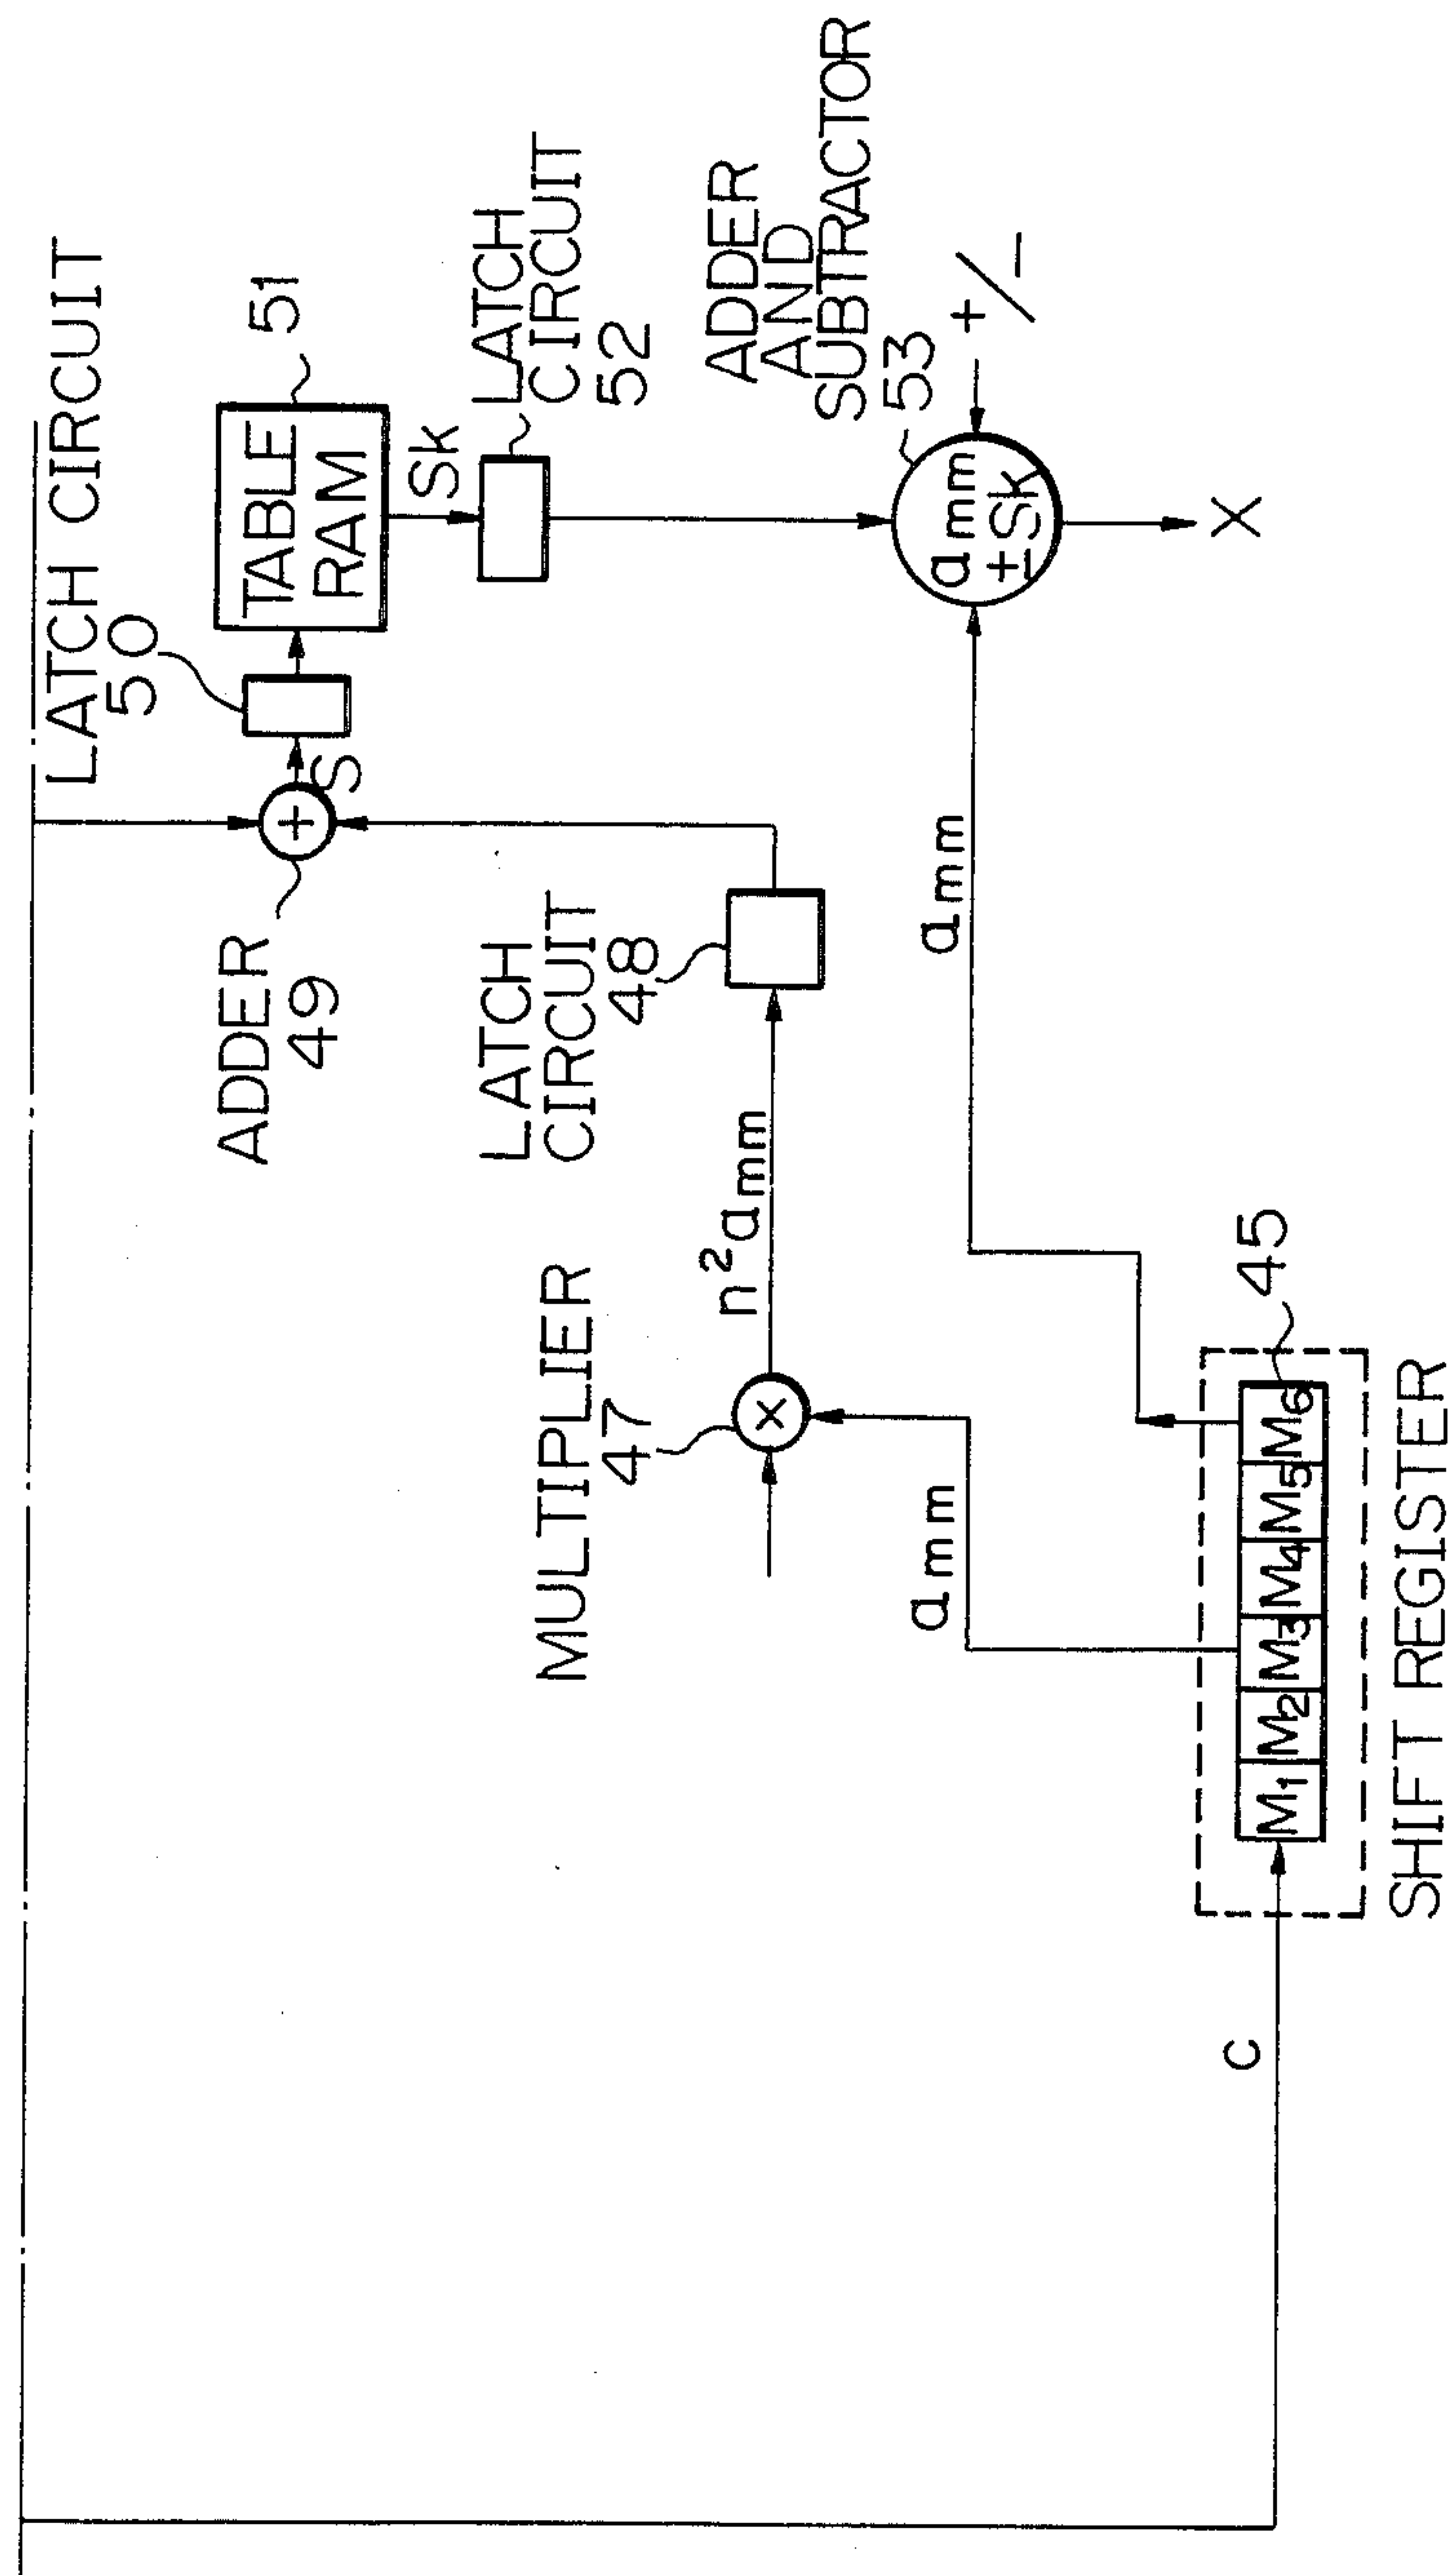 LATCH CIRCUIT
50
TABLE
RAM
51
S
ADDER
49
Sk
LATCH
CIRCUIT
52
LATCH
CIRCUIT
48
MULTIPLIER
47
×
+
n²amm
ADDER
AND
SUBTRACTOR
53
+/-
amm
±Sk
amm
amm
X
45
M1 M2 M3 M4 M5 M6
C
SHIFT REGISTER